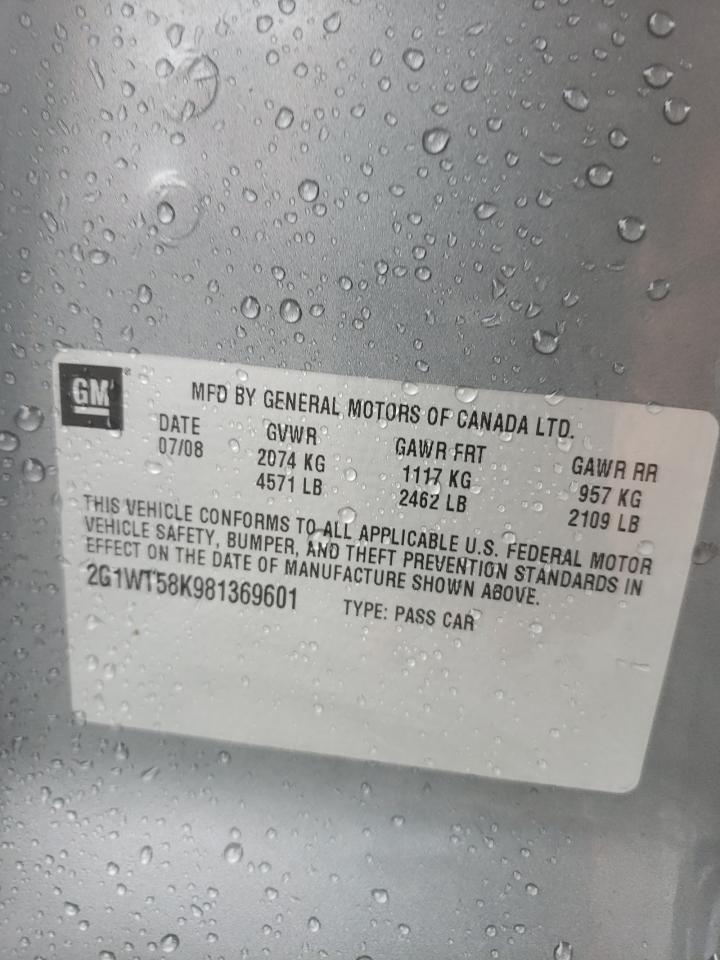 GM
MFD BY GENERAL MOTORS OF CANADA LTD.
DATE GVWR GAWR FRT GAWR RR
07/08 2074 KG 1117 KG 957 KG
4571 LB 2462 LB 2109 LB
THIS VEHICLE CONFORMS TO ALL APPLICABLE U.S. FEDERAL MOTOR
VEHICLE SAFETY, BUMPER, AND THEFT PREVENTION STANDARDS IN
EFFECT ON THE DATE OF MANUFACTURE SHOWN ABOVE.
2G1WT58K981369601 TYPE: PASS CAR